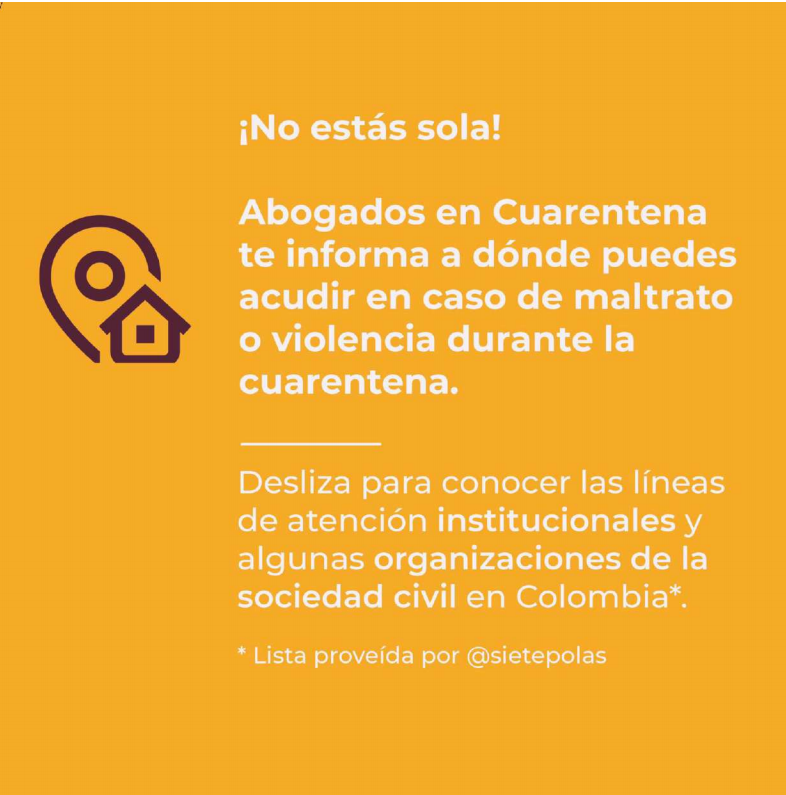 ¡No estás sola!
Abogados en Cuarentena
te informa a dónde puedes
acudir en caso de maltrato
o violencia durante la
cuarentena.
Desliza para conocer las líneas
de atención institucionales y
algunas organizaciones de la
sociedad civil en Colombia*.
* Lista proveída por @sietepolas